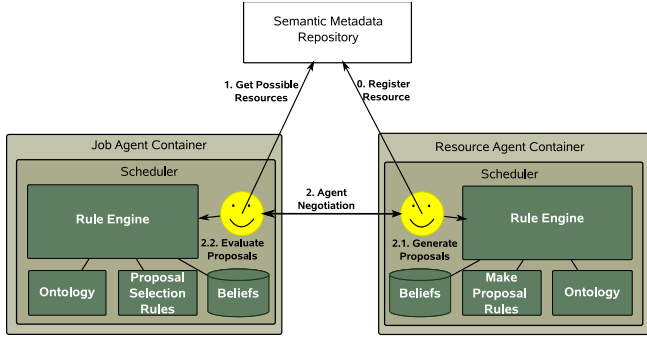 Semantic Metadata
Repository
1. Get Possible
Resources
0. Register
Resource
Job Agent Container
Scheduler
Rule Engine
2.2. Evaluate
Proposals
Ontology
Proposal
Selection
Rules
Beliefs
2. Agent
Negotiation
Resource Agent Container
Scheduler
Rule Engine
2.1. Generate
Proposals
Beliefs
Make
Proposal
Rules
Ontology